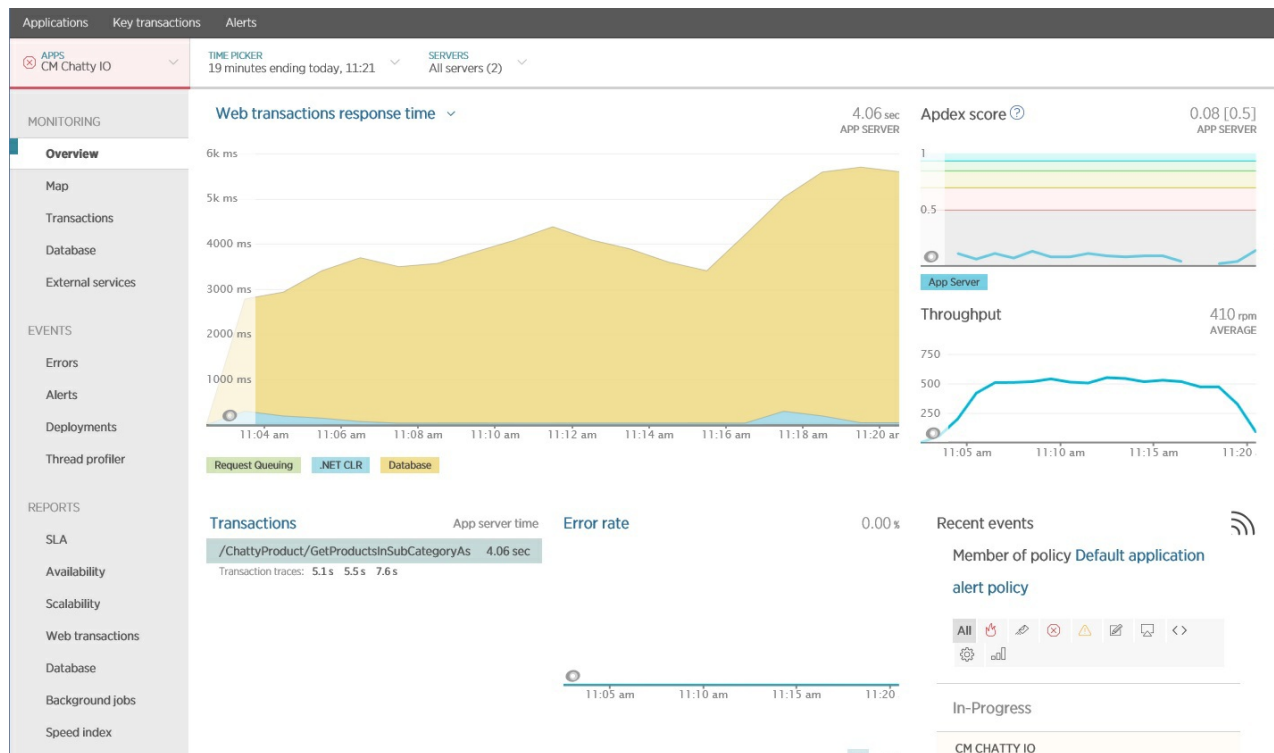 Applications Key transactions Alerts
APPS
CM Chatty IO
TIME PICKER
19 minutes ending today, 11:21
SERVERS
All servers (2)
MONITORING
Overview
Map
Transactions
Database
External services
EVENTS
Errors
Alerts
Deployments
Thread profiler
REPORTS
SLA
Availability
Scalability
Web transactions
Database
Background jobs
Speed index
Web transactions response time
4.06 sec
APP SERVER
6k ms
5k ms
4000 ms
3000 ms
2000 ms
1000 ms
11:04 am 11:06 am 11:08 am 11:10 am 11:12 am 11:14 am 11:16 am 11:18 am 11:20 ar
Request Queuing .NET CLR Database
Apdex score ?
0.08 [0.5]
APP SERVER
1
0.5
App Server
Throughput
410 rpm
AVERAGE
750
500
250
11:05 am 11:10 am 11:15 am 11:20
Transactions App server time
/ChattyProduct/GetProductsInSubCategoryAs 4.06 sec
Transaction traces: 5.1 s 5.5 s 7.6 s
Error rate 0.00 %
11:05 am 11:10 am 11:15 am 11:20
Recent events
Member of policy Default application
alert policy
All
In-Progress
CM CHATTY IO